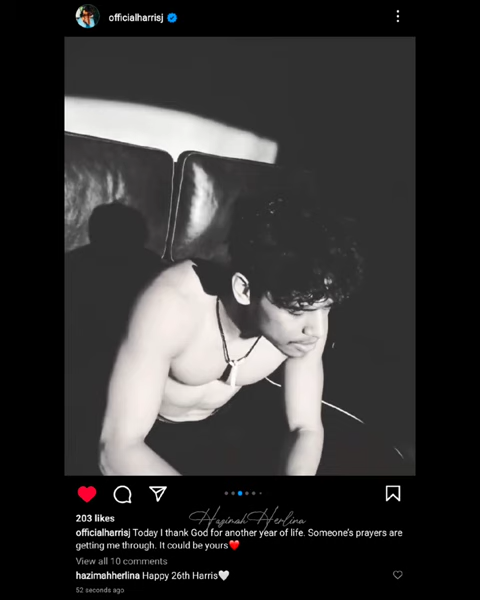 officialharrisj
Hazimah Herlina
203 likes
officialharrisj Today I thank God for another year of life. Someone's prayers are
getting me through. It could be yours❤️
View all 10 comments
hazimahherlina Happy 26th Harris🤍
52 seconds ago